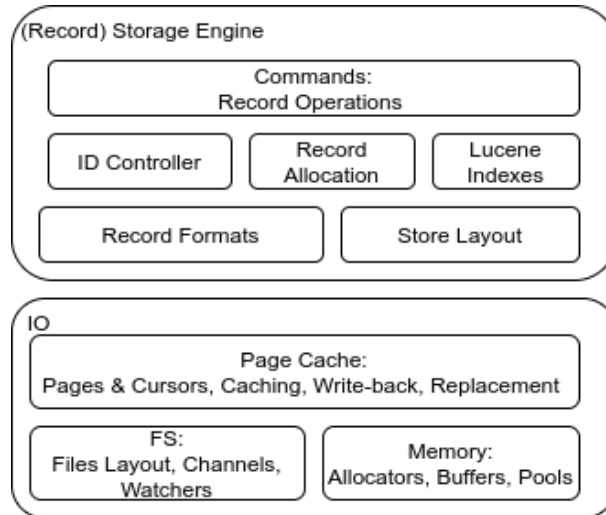 (Record) Storage Engine
Commands:
Record Operations
ID Controller
Record
Allocation
Lucene
Indexes
Record Formats
Store Layout
IO
Page Cache:
Pages & Cursors, Caching, Write-back, Replacement
FS:
Files Layout, Channels,
Watchers
Memory:
Allocators, Buffers, Pools